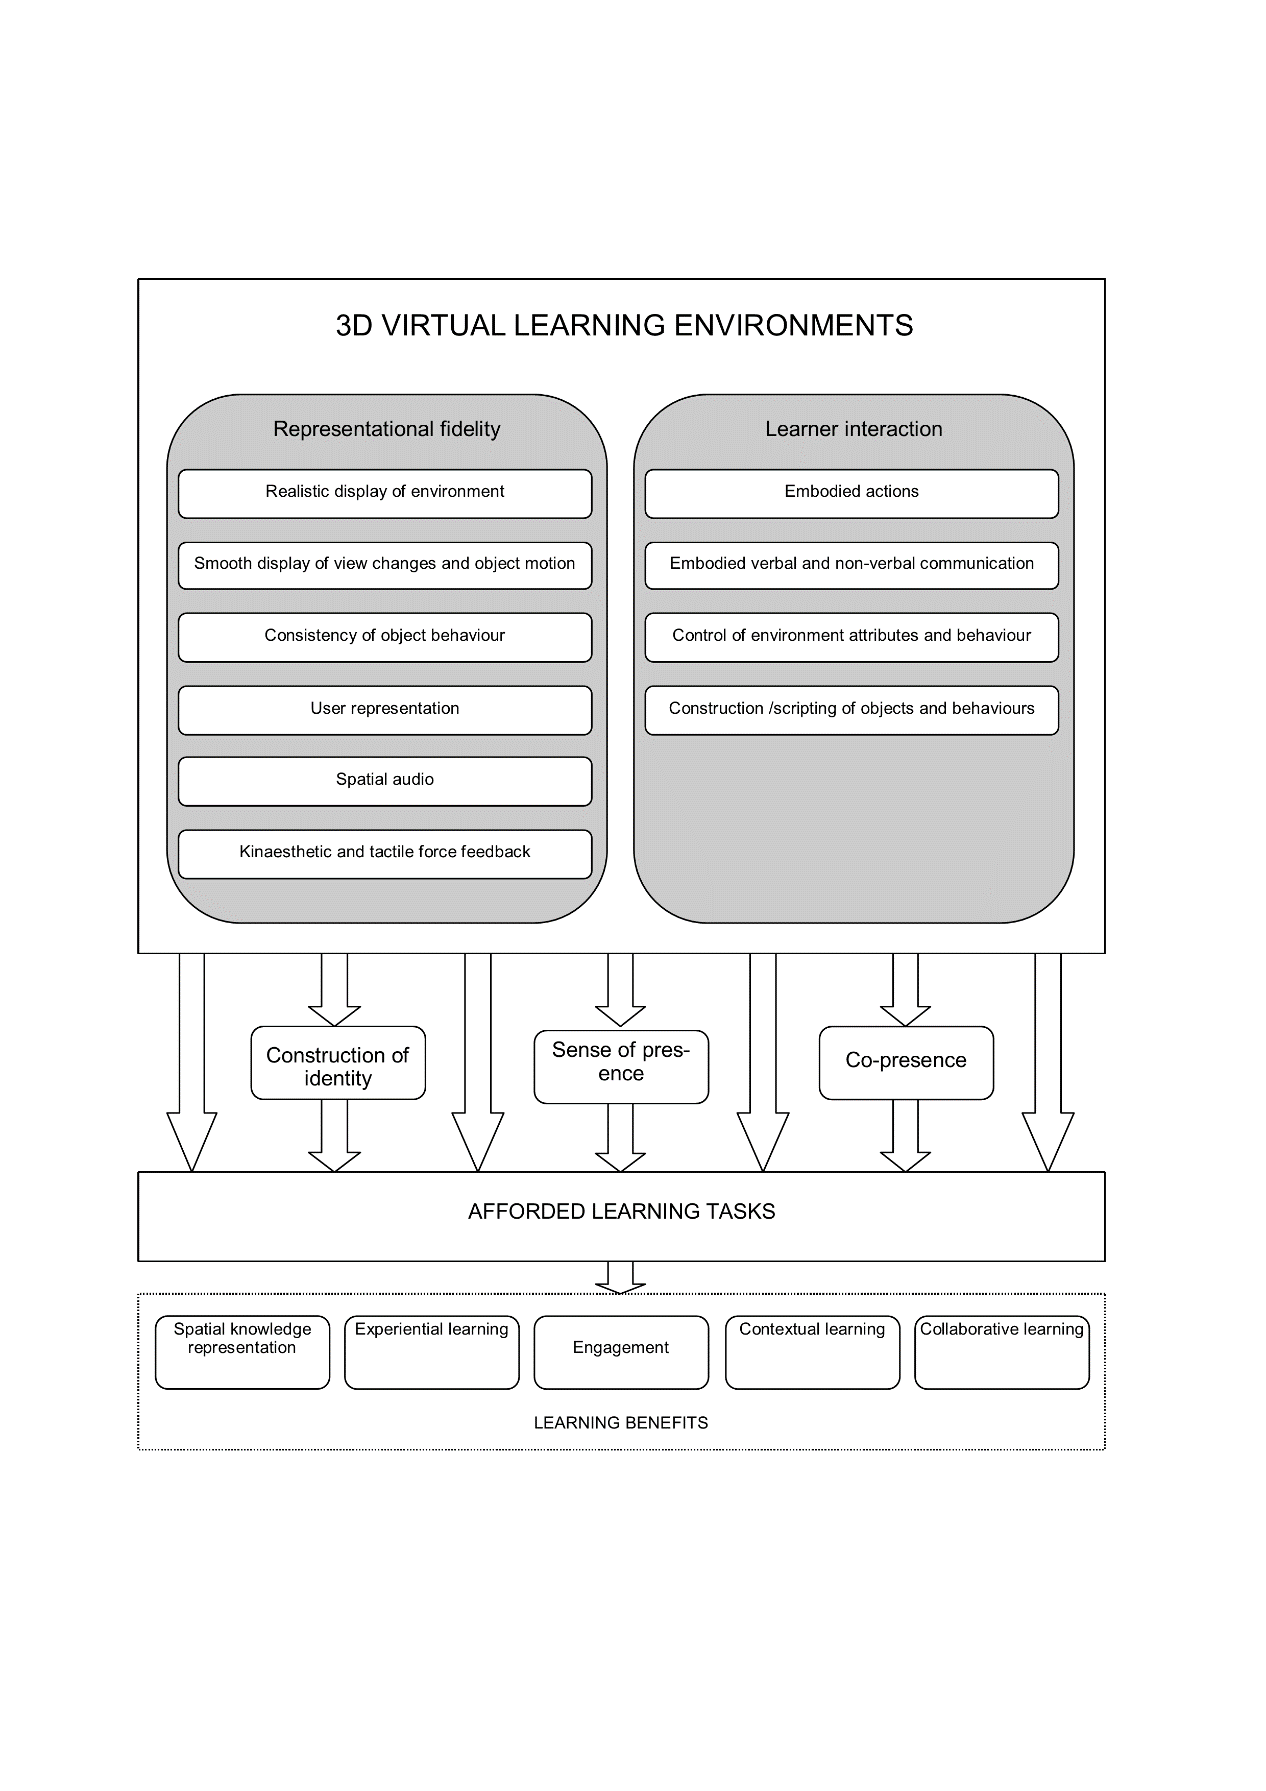 3D VIRTUAL LEARNING ENVIRONMENTS
Representational fidelity
Realistic display of environment
Smooth display of view changes and object motion
Consistency of object behaviour
User representation
Spatial audio
Kinaesthetic and tactile force feedback
Learner interaction
Embodied actions
Embodied verbal and non-verbal communication
Control of environment attributes and behaviour
Construction /scripting of objects and behaviours
Construction of
identity
Sense of pres-
ence
Co-presence
AFFORDED LEARNING TASKS
Spatial knowledge
representation
Experiential learning
Engagement
Contextual learning
Collaborative learning
LEARNING BENEFITS